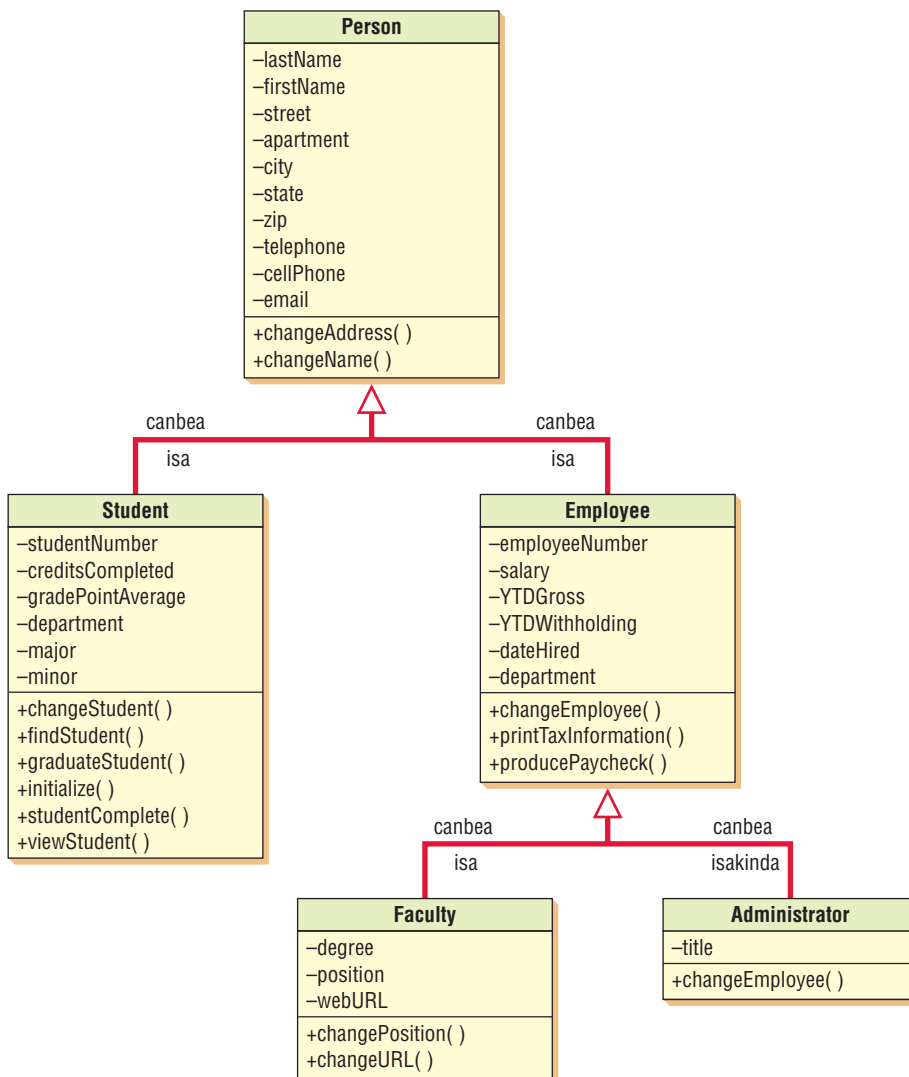 Person
–lastName
–firstName
–street
–apartment
–city
–state
–zip
–telephone
–cellPhone
–email
+changeAddress( )
+changeName( )
canbea
canbea
isa
isa
Student
–studentNumber
–creditsCompleted
–gradePointAverage
–department
–major
–minor
+changeStudent( )
+findStudent( )
+graduateStudent( )
+initialize( )
+studentComplete( )
+viewStudent( )
Employee
–employeeNumber
–salary
–YTDGross
–YTDWithholding
–dateHired
–department
+changeEmployee( )
+printTaxInformation( )
+producePaycheck( )
canbea
canbea
isa
isakinda
Faculty
–degree
–position
–webURL
+changePosition( )
+changeURL( )
Administrator
–title
+changeEmployee( )